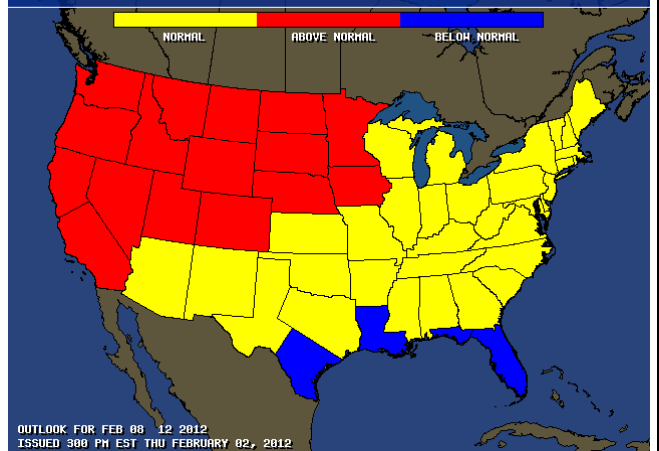 NORMAL ABOVE NORMAL BELOW NORMAL
OUTLOOK FOR FEB 08 12 2012
ISSUED 300 PM EST THU FEBRUARY 02, 2012